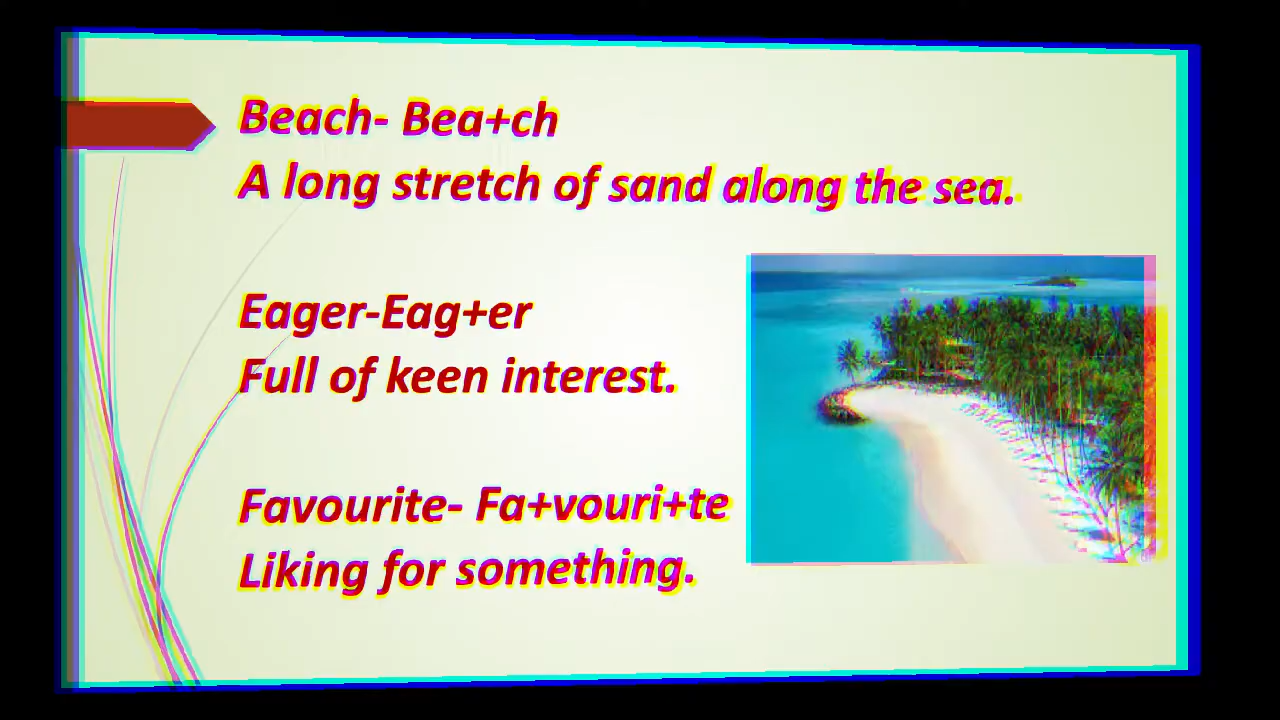 Beach- Bea+ch
A long stretch of sand along the sea.
Eager-Eag+er
Full of keen interest.
Favourite- Fa+vouri+te
Liking for something.